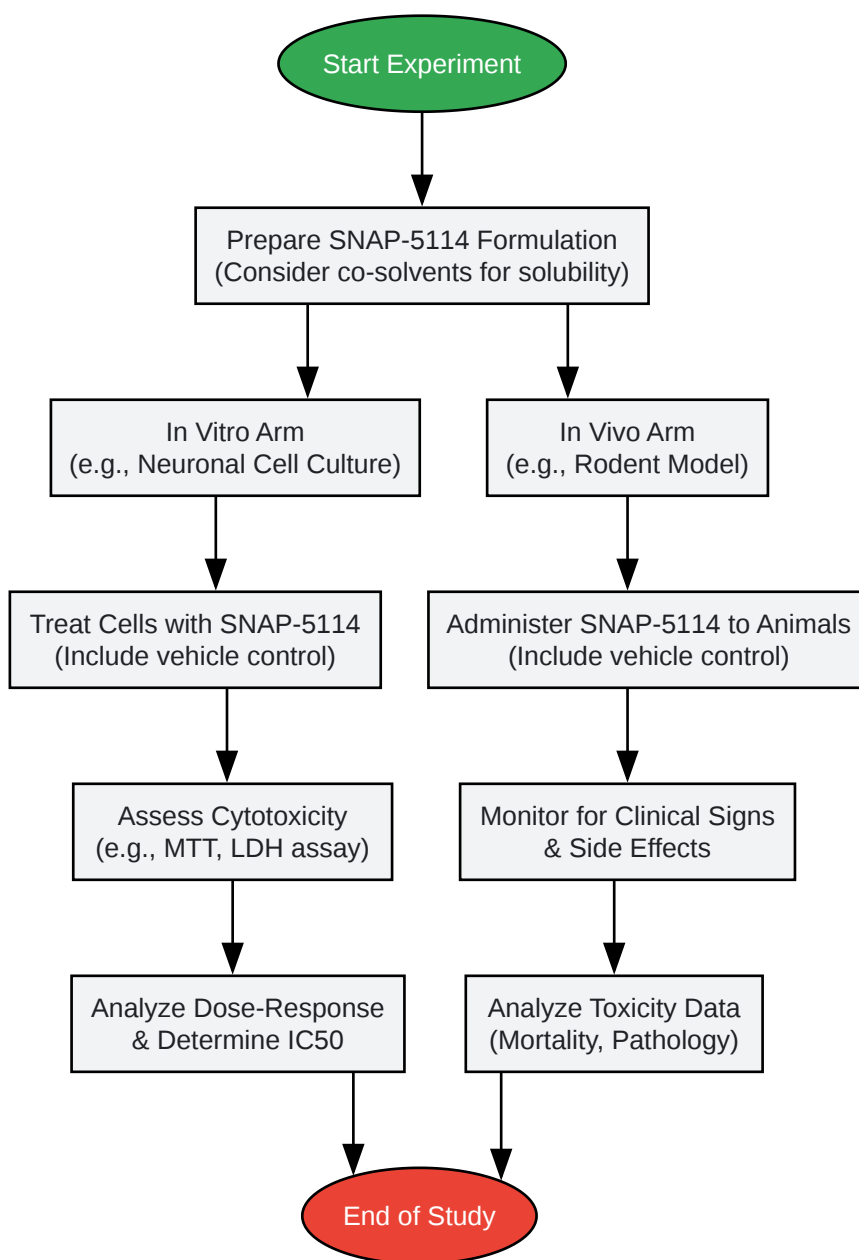 Start Experiment
Prepare SNAP-5114 Formulation
(Consider co-solvents for solubility)
In Vitro Arm
(e.g., Neuronal Cell Culture)
In Vivo Arm
(e.g., Rodent Model)
Treat Cells with SNAP-5114
(Include vehicle control)
Administer SNAP-5114 to Animals
(Include vehicle control)
Assess Cytotoxicity
(e.g., MTT, LDH assay)
Monitor for Clinical Signs
& Side Effects
Analyze Dose-Response
& Determine IC50
Analyze Toxicity Data
(Mortality, Pathology)
End of Study